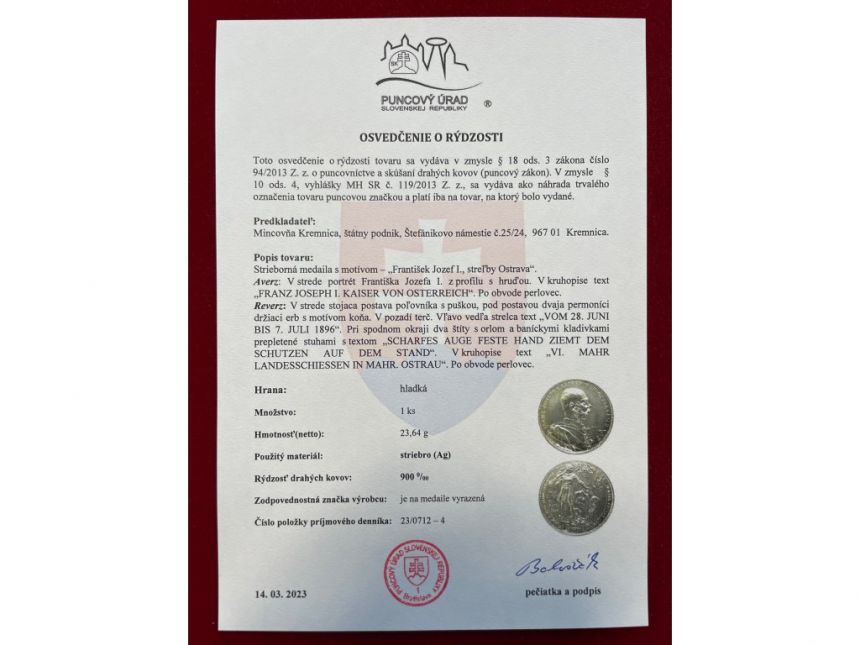 SK
PUNCOVÝ ÚRAD
SLOVENSKEJ REPUBLIKY ®
OSVEDČENIE O RÝDZOSTI
Toto osvedčenie o rýdzosti tovaru sa vydáva v zmysle § 18 ods. 3 zákona číslo
94/2013 Z. z. o puncovníctve a skúšaní drahých kovov (puncový zákon). V zmysle §
10 ods. 4, vyhlášky MH SR č. 119/2013 Z. z., sa vydáva ako náhrada trvalého
označenia tovaru puncovou značkou a platí iba na tovar, na ktorý bolo vydané.
Predkladateľ:
Mincovňa Kremnica, štátny podnik, Štefánikovo námestie č.25/24, 967 01 Kremnica.
Popis tovaru:
Strieborná medaila s motívom – „František Jozef I., streľby Ostrava“.
Averz: V strede portrét Františka Jozefa I. z profilu s hruďou. V kruhopise text
„FRANZ JOSEPH I. KAISER VON OSTERREICH“. Po obvode perlovec.
Reverz: V strede stojaca postava poľovníka s puškou, pod postavou dvaja permoníci
držiaci erb s motívom koňa. V pozadí terč. Vľavo vedľa strelca text „VOM 28. JUNI
BIS 7. JULI 1896“. Pri spodnom okraji dva štíty s orlom a baníckymi kladivkami
prepletené stuhami s textom „SCHARFES AUGE FESTE HAND ZIEMT DEM
SCHUTZEN AUF DEM STAND“. V kruhopise text „VI. MAHR
LANDESSCHIESSEN IN MAHR. OSTRAU“. Po obvode perlovec.
Hrana: hladká
Množstvo: 1 ks
Hmotnosť(netto): 23,64 g
Použitý materiál: striebro (Ag)
Rýdzosť drahých kovov: 900 ‰
Zodpovednostná značka výrobcu: je na medaile vyrazená
Číslo položky príjmového denníka: 23/0712 – 4
PUNCOVÝ ÚRAD SLOVENSKEJ REPUBLIKY
1
Bratislava
14. 03. 2023
pečiatka a podpis